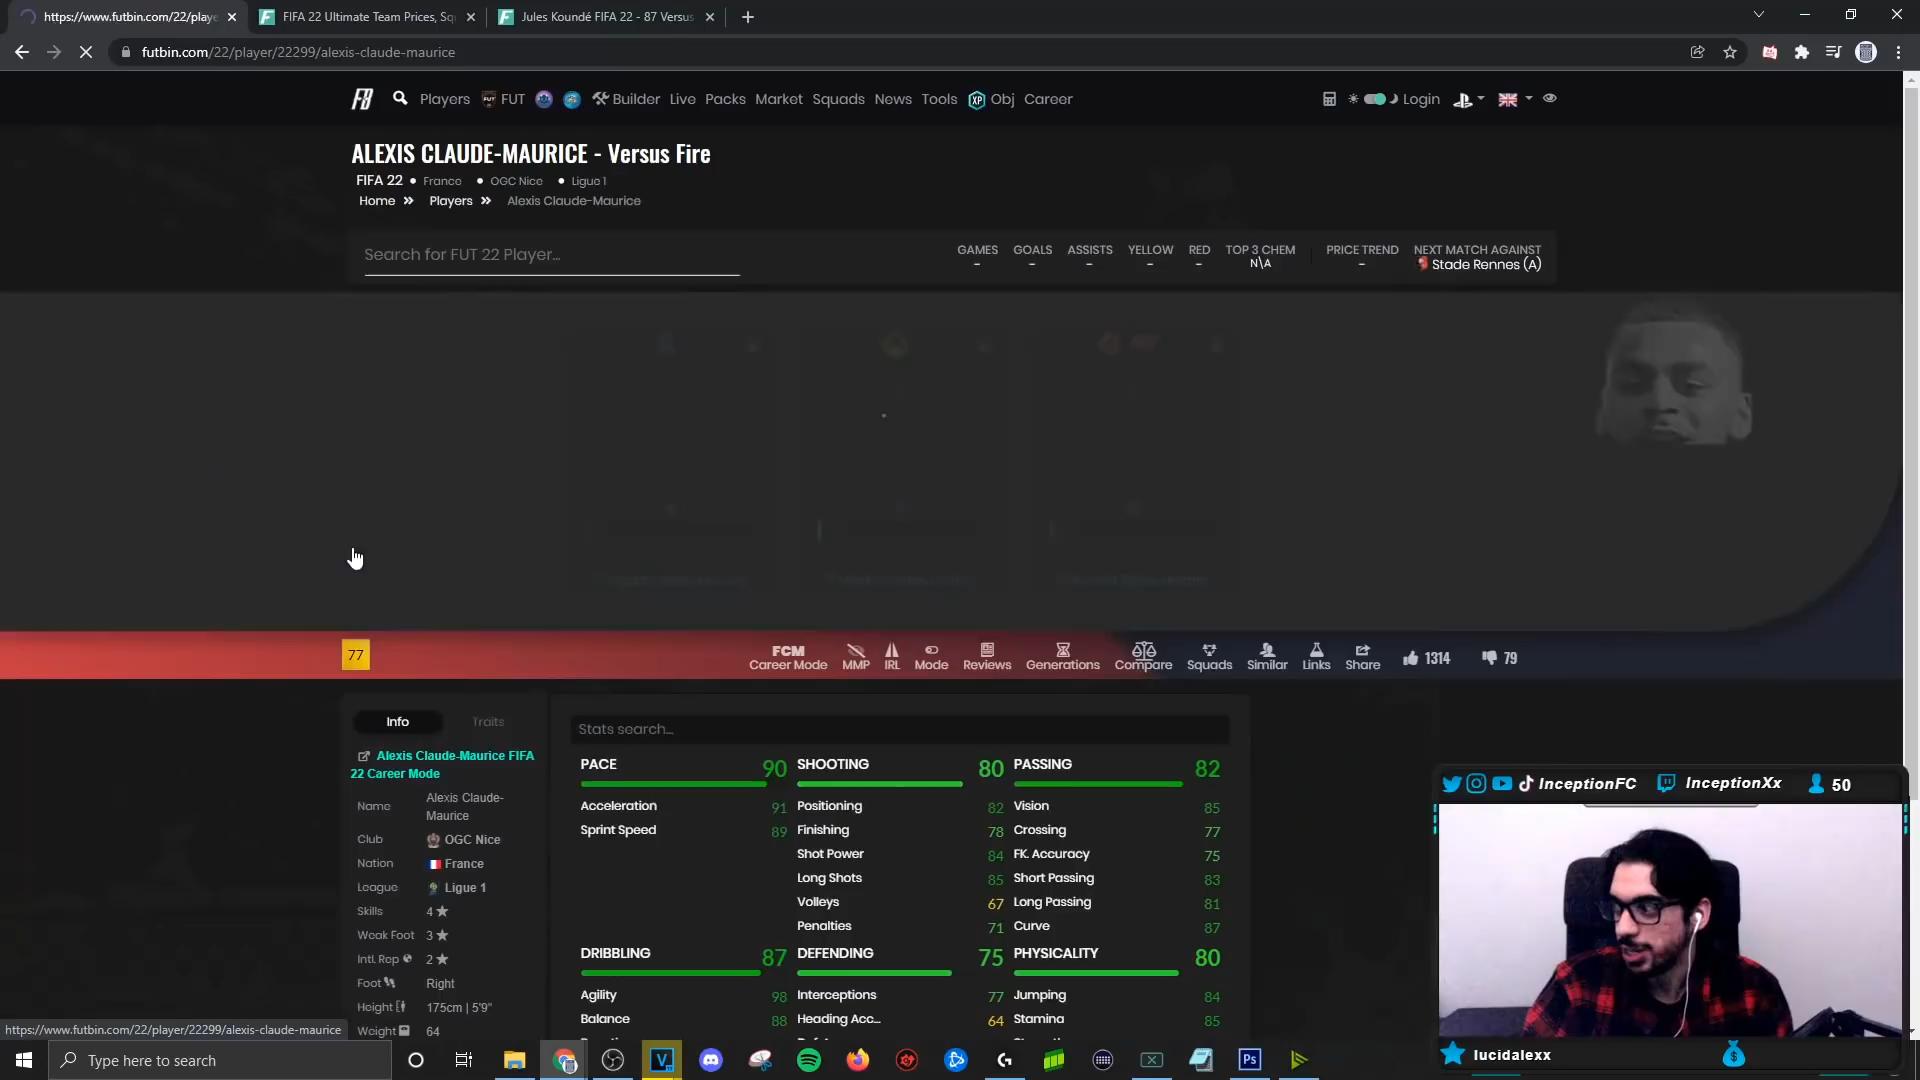 https://www.futbin.com/22/playe
FIFA 22 Ultimate Team Prices, Sq
Jules Koundé FIFA 22 - 87 Versus
futbin.com/22/player/22299/alexis-claude-maurice
Players FUT Builder Live Packs Market Squads News Tools XP Obj Career Login
ALEXIS CLAUDE-MAURICE - Versus Fire
FIFA 22 • France • OGC Nice • Ligue 1
Home » Players » Alexis Claude-Maurice
Search for FUT 22 Player...
GAMES GOALS ASSISTS YELLOW RED TOP 3 CHEM PRICE TREND NEXT MATCH AGAINST
- - - - - N\A - Stade Rennes (A)
77
FCM
Career Mode MMP IRL Mode Reviews Generations Compare Squads Similar Links Share 1314 79
Info Traits
Stats search...
Alexis Claude-Maurice FIFA
22 Career Mode
Name Alexis Claude-
Maurice
Club OGC Nice
Nation France
League Ligue 1
Skills 4★
Weak Foot 3★
Intl. Rep 2★
Foot Right
Height 175cm | 5'9"
Weight 64
PACE 90 SHOOTING 80 PASSING 82
Acceleration 91 Positioning 82 Vision 85
Sprint Speed 89 Finishing 78 Crossing 77
Shot Power 84 FK. Accuracy 75
Long Shots 85 Short Passing 83
Volleys 67 Long Passing 81
Penalties 71 Curve 87
DRIBBLING 87 DEFENDING 75 PHYSICALITY 80
Agility 98 Interceptions 77 Jumping 84
Balance 88 Heading Acc... 64 Stamina 85
InceptionFC InceptionXx 50
lucidalexx
https://www.futbin.com/22/player/22299/alexis-claude-maurice
Type here to search
Ps